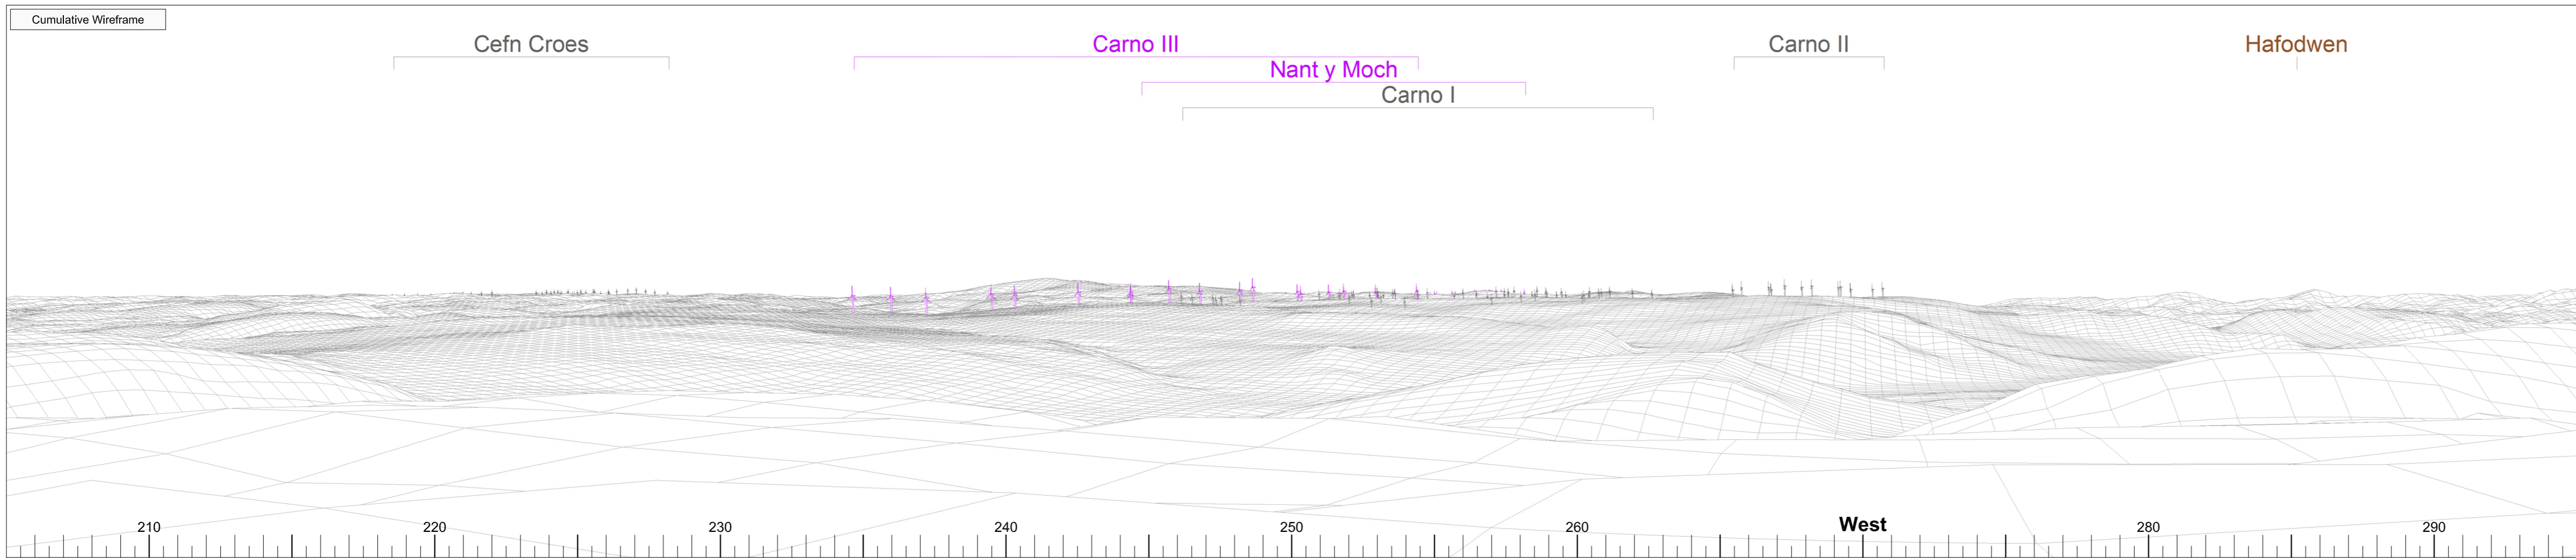 Cumulative Wireframe
Cefn Croes
Carno III
Carno II
Hafodwen
Nant y Moch
Carno I
210 220 230 240 250 260 West 280 290